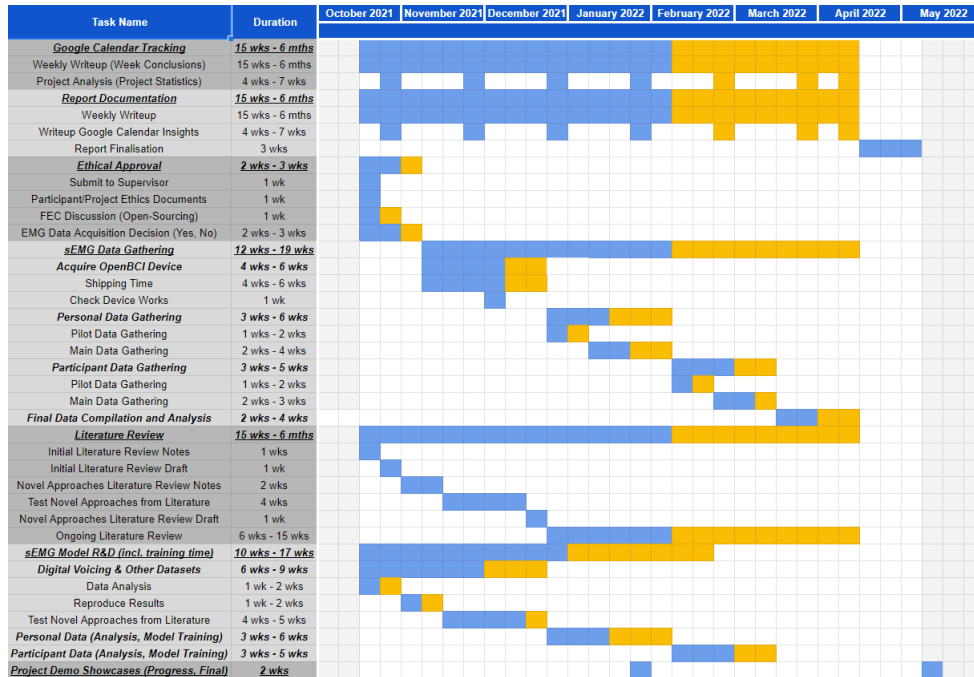 Task Name Duration October 2021 November 2021 December 2021 January 2022 February 2022 March 2022 April 2022 May 2022
Google Calendar Tracking 15 wks - 6 mths
Weekly Writeup (Week Conclusions) 15 wks - 6 mths
Project Analysis (Project Statistics) 4 wks - 7 wks
Report Documentation 15 wks - 6 mths
Weekly Writeup 15 wks - 6 mths
Writeup Google Calendar Insights 4 wks - 7 wks
Report Finalisation 3 wks
Ethical Approval 2 wks - 3 wks
Submit to Supervisor 1 wk
Participant/Project Ethics Documents 1 wk
FEC Discussion (Open-Sourcing) 1 wk
EMG Data Acquisition Decision (Yes, No) 2 wks - 3 wks
sEMG Data Gathering 12 wks - 19 wks
Acquire OpenBCI Device 4 wks - 6 wks
Shipping Time 4 wks - 6 wks
Check Device Works 1 wk
Personal Data Gathering 3 wks - 6 wks
Pilot Data Gathering 1 wks - 2 wks
Main Data Gathering 2 wks - 4 wks
Participant Data Gathering 3 wks - 5 wks
Pilot Data Gathering 1 wks - 2 wks
Main Data Gathering 2 wks - 3 wks
Final Data Compilation and Analysis 2 wks - 4 wks
Literature Review 15 wks - 6 mths
Initial Literature Review Notes 1 wks
Initial Literature Review Draft 1 wk
Novel Approaches Literature Review Notes 2 wks
Test Novel Approaches from Literature 4 wks
Novel Approaches Literature Review Draft 1 wk
Ongoing Literature Review 6 wks - 15 wks
sEMG Model R&D (incl. training time) 10 wks - 17 wks
Digital Voicing & Other Datasets 6 wks - 9 wks
Data Analysis 1 wk - 2 wks
Reproduce Results 1 wk - 2 wks
Test Novel Approaches from Literature 4 wks - 5 wks
Personal Data (Analysis, Model Training) 3 wks - 6 wks
Participant Data (Analysis, Model Training) 3 wks - 5 wks
Project Demo Showcases (Progress, Final) 2 wks